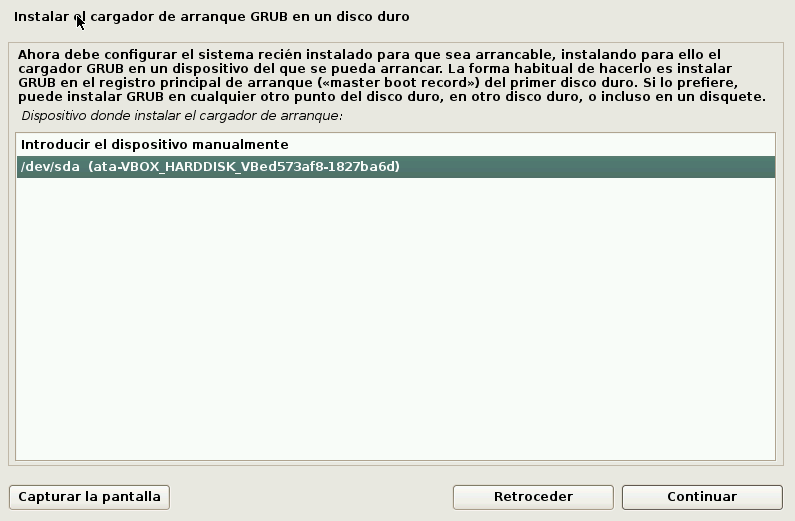 Instalar el cargador de arranque GRUB en un disco duro
Ahora debe configurar el sistema recién instalado para que sea arrancable, instalando para ello el
cargador GRUB en un dispositivo del que se pueda arrancar. La forma habitual de hacerlo es instalar
GRUB en el registro principal de arranque («master boot record») del primer disco duro. Si lo prefiere,
puede instalar GRUB en cualquier otro punto del disco duro, en otro disco duro, o incluso en un disquete.
Dispositivo donde instalar el cargador de arranque:
Introducir el dispositivo manualmente
/dev/sda (ata-VBOX_HARDDISK_VBed573af8-1827ba6d)
Capturar la pantalla
Retroceder
Continuar